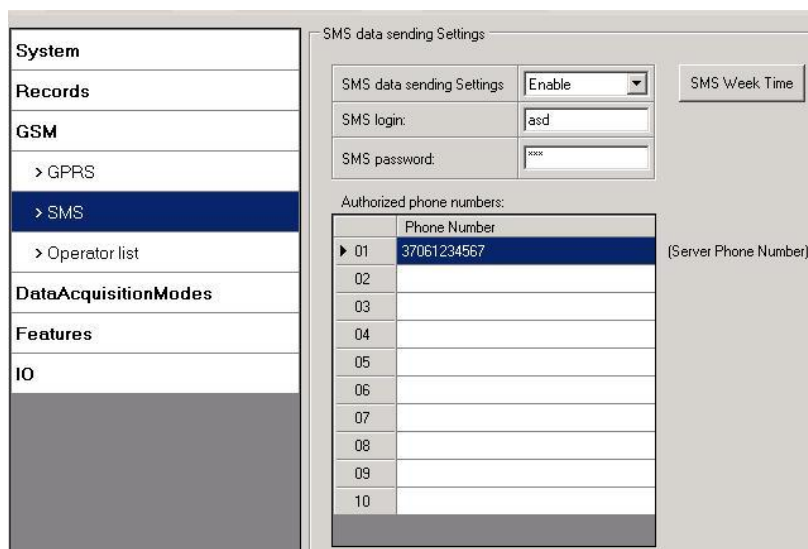 System
Records
GSM
> GPRS
> SMS
> Operator list
DataAcquisitionModes
Features
IO
SMS data sending Settings
SMS data sending Settings Enable SMS Week Time
SMS login: asd
SMS password: ***
Authorized phone numbers:
Phone Number
01 37061234567 (Server Phone Number)
02
03
04
05
06
07
08
09
10